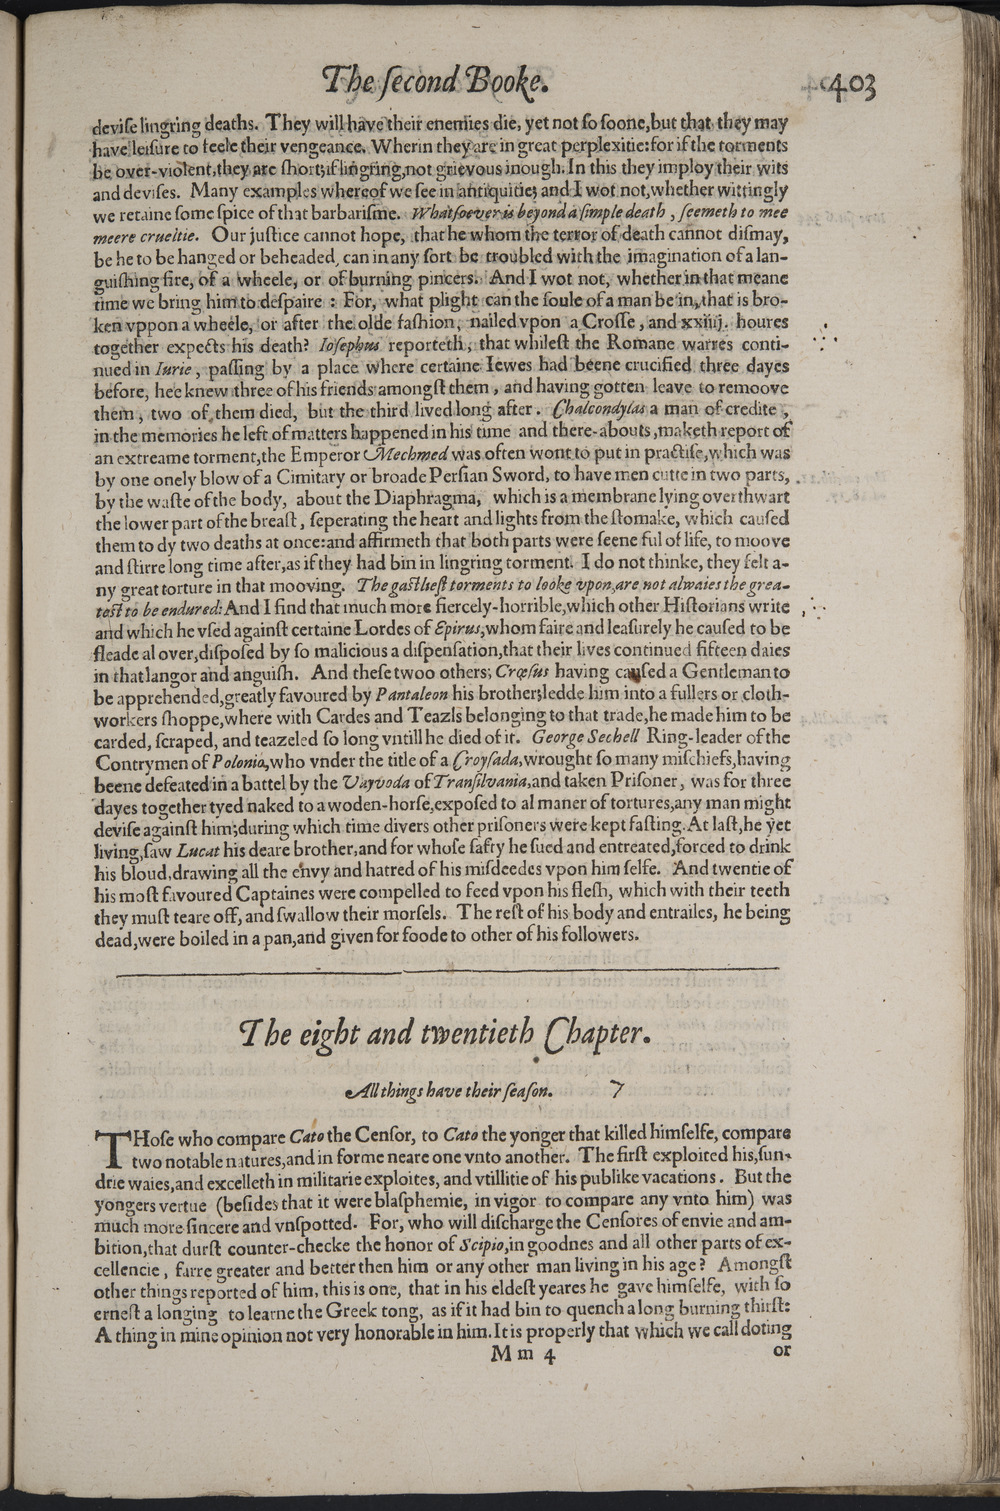 The ſecond Booke. 403
deviſe lingring deaths. They will have their enemies die, yet not ſo ſoone, but that they may
have leiſure to feele their vengeance. Wherin they are in great perplexitie: for if the torments
be over-violent, they are ſhort; if lingring, not grievous inough. In this they imploy their wits
and deviſes. Many examples whereof we ſee in antiquitie; and I wot not, whether wittingly
we retaine ſome ſpice of that barbariſme. Whatſoever is beyond a ſimple death, ſeemeth to mee
meere crueltie. Our juſtice cannot hope, that he whom the terror of death cannot diſmay,
be he to be hanged or beheaded, can in any ſort be troubled with the imagination of a lan-
guiſhing fire, of a wheele, or of burning pincers. And I wot not, whether in that meane
time we bring him to deſpaire: For, what plight can the ſoule of a man be in, that is bro-
ken vppon a wheele, or after the olde faſhion, nailed vpon a Croſſe, and xxiiij. houres
together expects his death? Ioſephus reporteth, that whileſt the Romane warres conti-
nued in Iurie, paſſing by a place where certaine Iewes had beene crucified three dayes
before, hee knew three of his friends amongſt them, and having gotten leave to remoove
them, two of them died, but the third lived long after. Chalcondylas a man of credite,
in the memories he left of matters happened in his time and there-abouts, maketh report of
an extreame torment, the Emperor Mechmed was often wont to put in practiſe, which was
by one onely blow of a Cimitary or broade Perſian Sword, to have men cutte in two parts,
by the waſte of the body, about the Diaphragma, which is a membrane lying overthwart
the lower part of the breaſt, ſeperating the heart and lights from the ſtomake, which cauſed
them to dy two deaths at once: and affirmeth that both parts were ſeene ful of life, to moove
and ſtirre long time after, as if they had bin in lingring torment. I do not thinke, they felt a-
ny great torture in that mooving. The gaſtlieſt torments to looke vpon, are not alwaies the grea-
teſt to be endured: And I find that much more fiercely-horrible, which other Hiſtorians write
and which he vſed againſt certaine Lordes of Epirus, whom faire and leaſurely he cauſed to be
fleade al over, diſpoſed by ſo malicious a diſpenſation, that their lives continued fifteen daies
in that langor and anguiſh. And theſe twoo others; Crœſus having cauſed a Gentleman to
be apprehended, greatly favoured by Pantaleon his brother; ledde him into a fullers or cloth-
workers ſhoppe, where with Cardes and Teazls belonging to that trade, he made him to be
carded, ſcraped, and teazeled ſo long vntill he died of it. George Sechell Ring-leader of the
Contrymen of Polonia, who vnder the title of a Croyſada, wrought ſo many miſchiefs, having
beene defeated in a battel by the Vayvoda of Tranſilvania, and taken Priſoner, was for three
dayes together tyed naked to a woden-horſe, expoſed to al maner of tortures, any man might
deviſe againſt him; during which time divers other priſoners were kept faſting. At laſt, he yet
living, ſaw Lucat his deare brother, and for whoſe ſafty he ſued and entreated, forced to drink
his bloud, drawing all the envy and hatred of his miſdeedes vpon him ſelfe. And twentie of
his moſt favoured Captaines were compelled to feed vpon his fleſh, which with their teeth
they muſt teare off, and ſwallow their morſels. The reſt of his body and entrailes, he being
dead, were boiled in a pan, and given for foode to other of his followers.
The eight and twentieth Chapter.
All things have their ſeaſon. 7
THoſe who compare Cato the Cenſor, to Cato the yonger that killed himſelfe, compare
two notable natures, and in forme neare one vnto another. The firſt exploited his, ſun-
drie waies, and excelleth in militarie exploites, and vtillitie of his publike vacations. But the
yongers vertue (beſides that it were blaſphemie, in vigor to compare any vnto him) was
much more ſincere and vnſpotted. For, who will diſcharge the Cenſores of envie and am-
bition, that durſt counter-checke the honor of Scipio, in goodnes and all other parts of ex-
cellencie, farre greater and better then him or any other man living in his age? Amongſt
other things reported of him, this is one, that in his eldeſt yeares he gave himſelfe, with ſo
erneſt a longing to learne the Greek tong, as if it had bin to quench a long burning thirſt:
A thing in mine opinion not very honorable in him. It is properly that which we call doting
M m 4 or